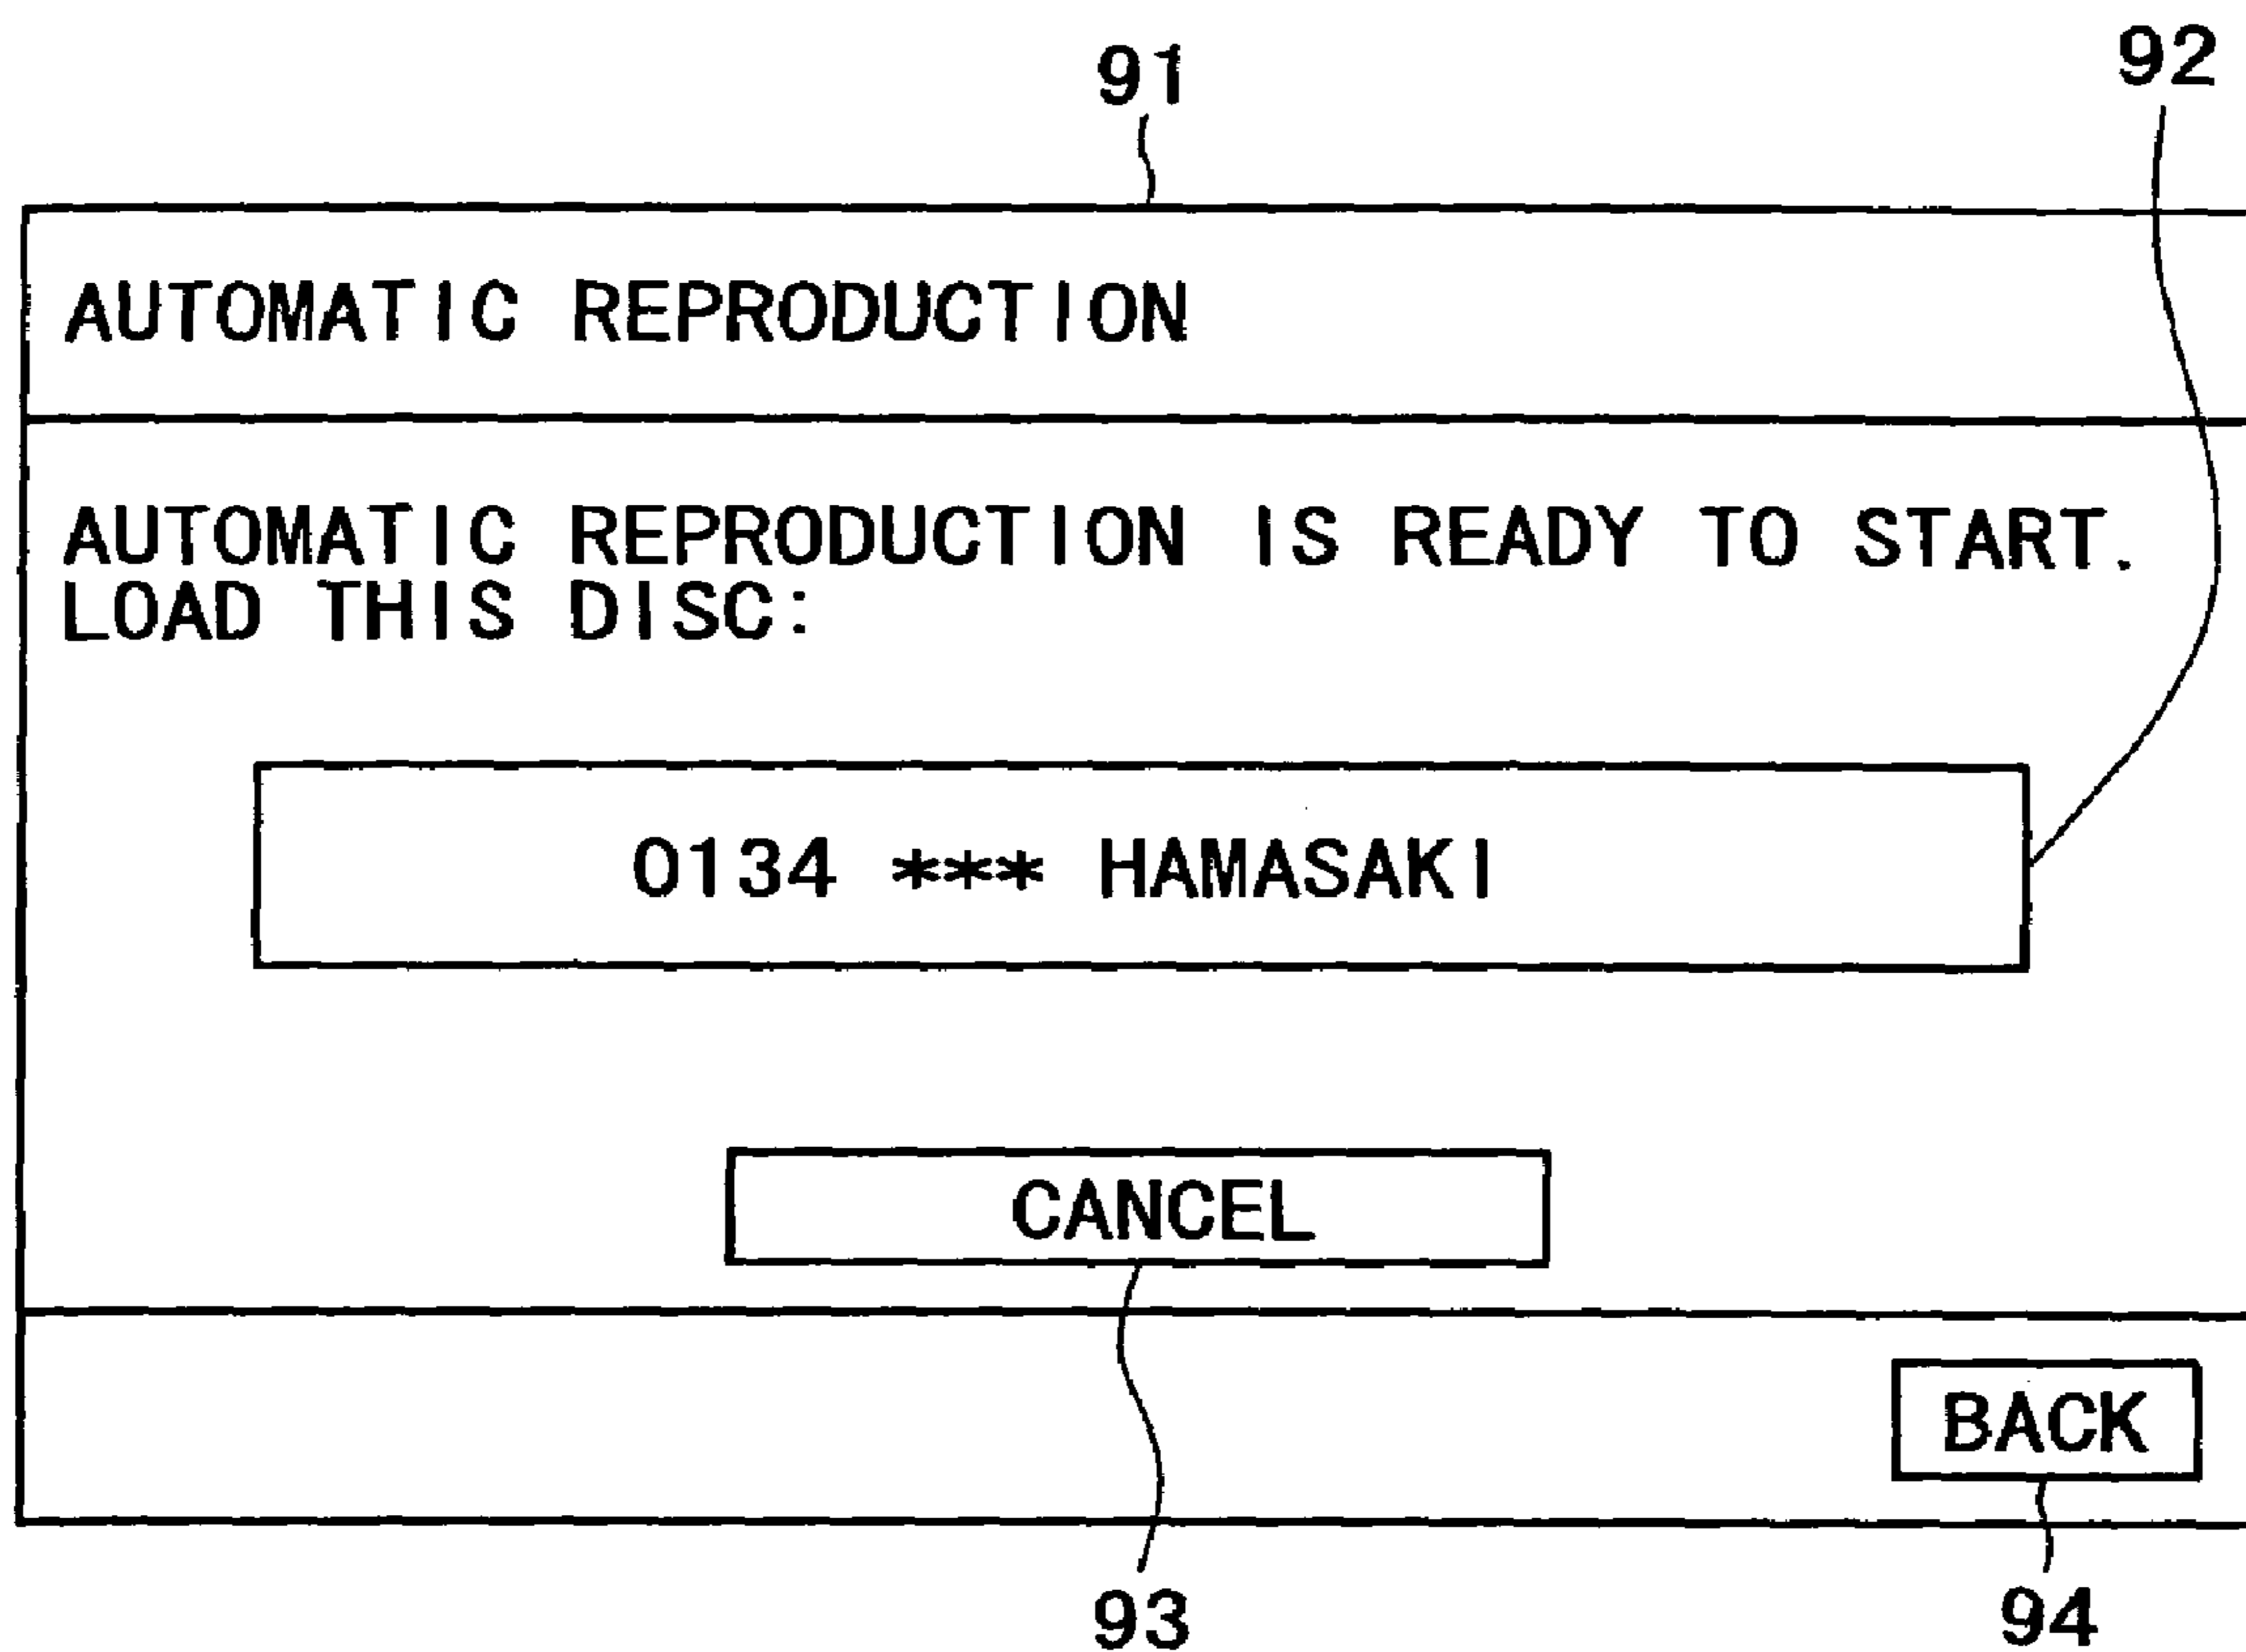 91
92
AUTOMATIC REPRODUCTION
AUTOMATIC REPRODUCTION IS READY TO START.
LOAD THIS DISC:
0134 *** HAMASAKI
CANCEL
BACK
93
94